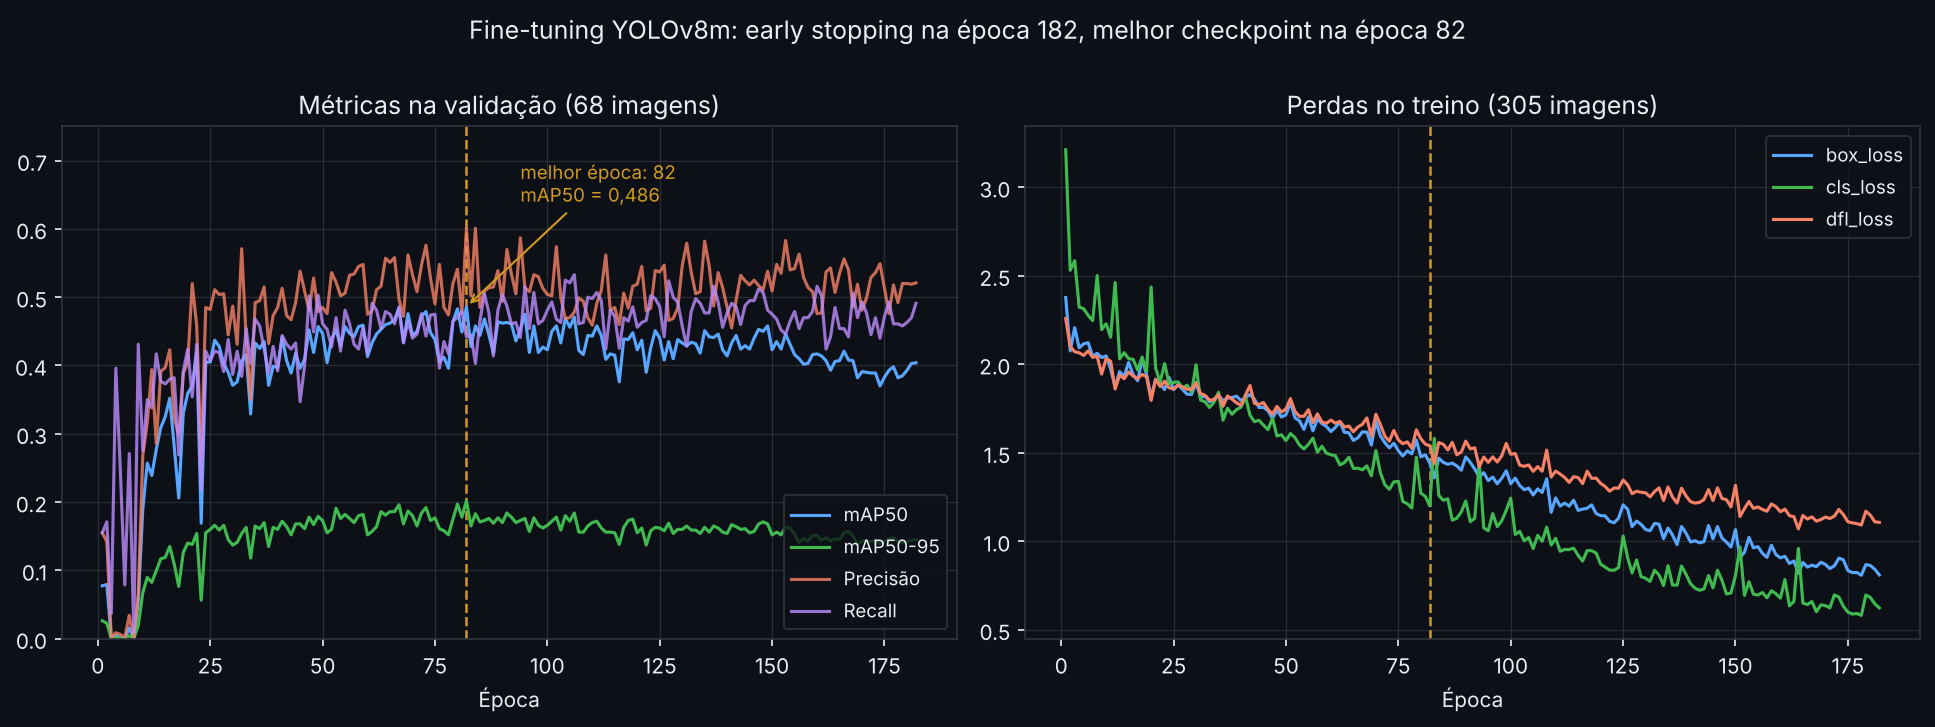 Fine-tuning YOLOv8m: early stopping na época 182, melhor checkpoint na época 82
Métricas na validação (68 imagens)
0.7
0.6
0.5
0.4
0.3
0.2
0.1
0.0
melhor época: 82
mAP50 = 0,486
mAP50
mAP50-95
Precisão
Recall
0 25 50 75 100 125 150 175
Época
Perdas no treino (305 imagens)
3.0
2.5
2.0
1.5
1.0
0.5
box_loss
cls_loss
dfl_loss
0 25 50 75 100 125 150 175
Época